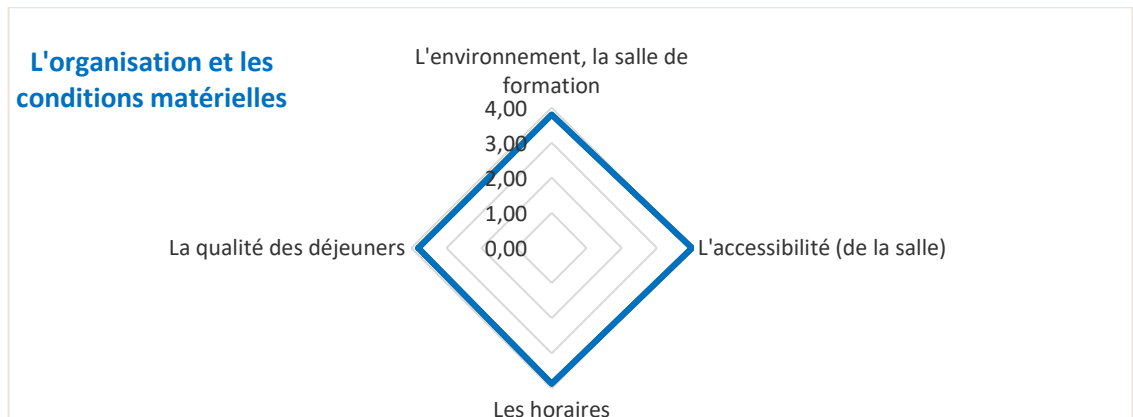 L'organisation et les
conditions matérielles
L'environnement, la salle de
formation
4,00
3,00
2,00
1,00
0,00
La qualité des déjeuners
L'accessibilité (de la salle)
Les horaires